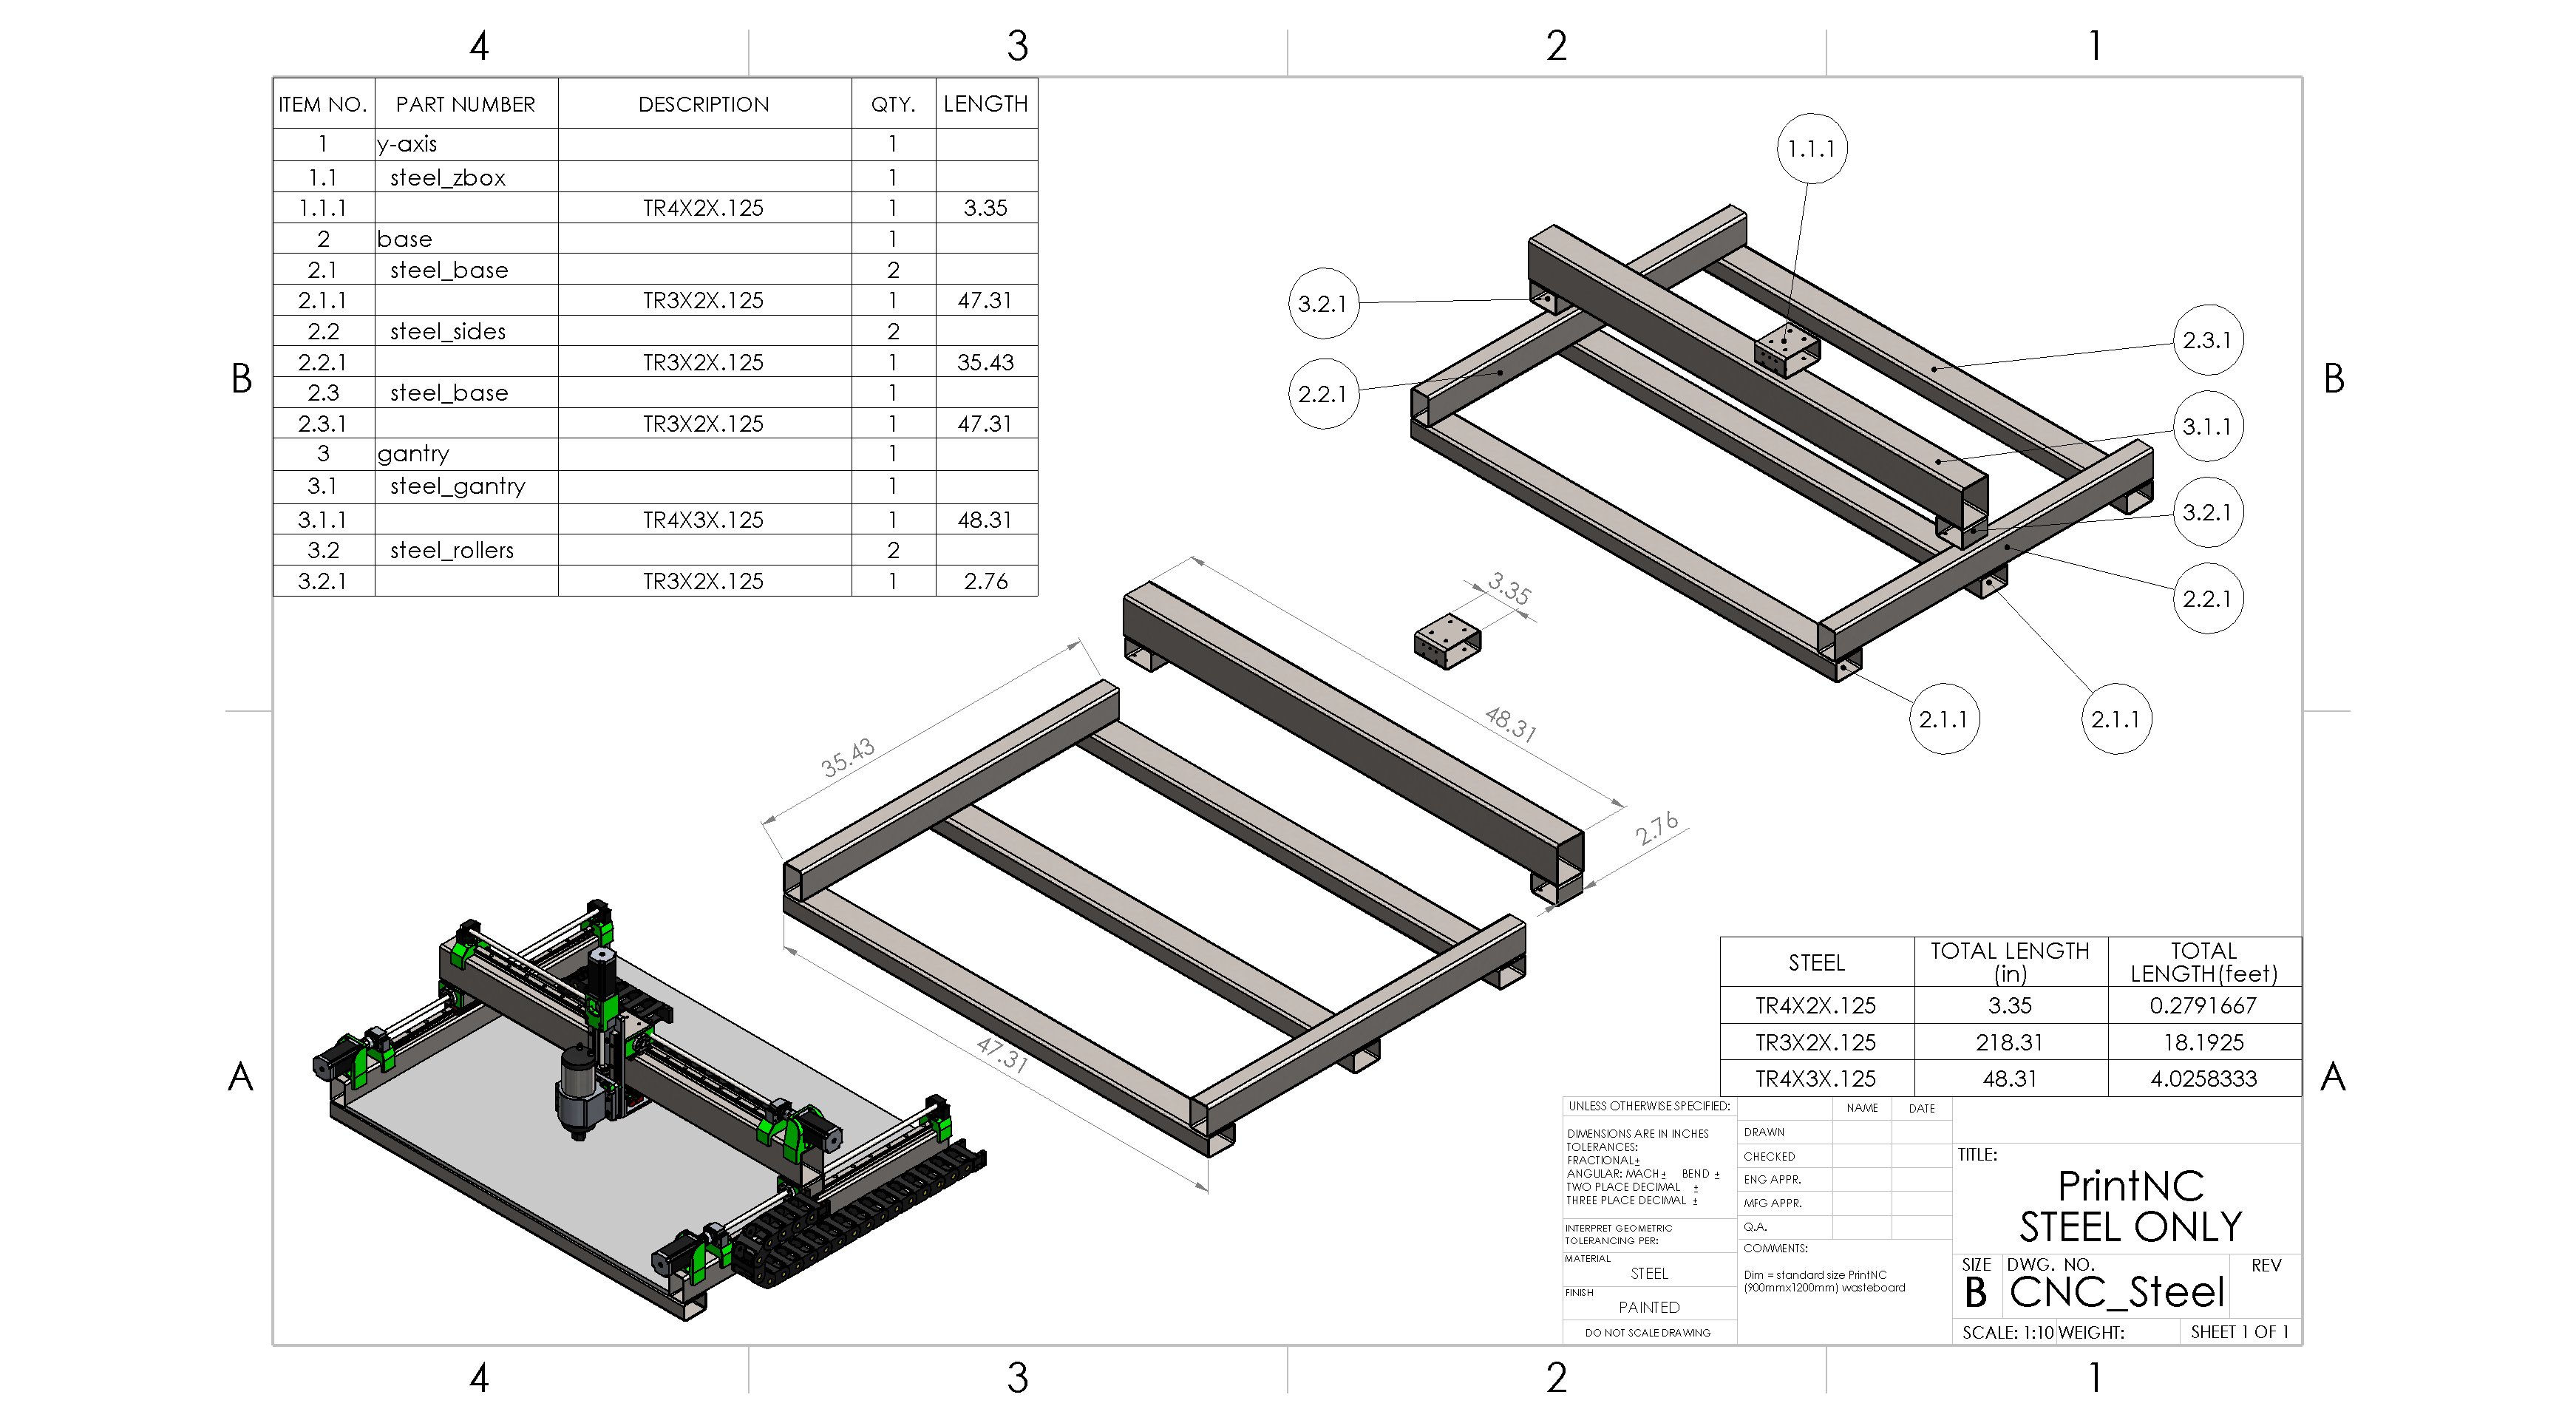 4 3 2 1
ITEM NO. PART NUMBER DESCRIPTION QTY. LENGTH
1 y-axis 1
1.1 steel_zbox 1
1.1.1 TR4X2X.125 1 3.35
2 base 1
2.1 steel_base 2
2.1.1 TR3X2X.125 1 47.31
2.2 steel_sides 2
2.2.1 TR3X2X.125 1 35.43
2.3 steel_base 1
2.3.1 TR3X2X.125 1 47.31
3 gantry 1
3.1 steel_gantry 1
3.1.1 TR4X3X.125 1 48.31
3.2 steel_rollers 2
3.2.1 TR3X2X.125 1 2.76
B
B
1.1.1
3.2.1
2.2.1
2.3.1
3.1.1
3.2.1
2.2.1
2.1.1
2.1.1
3.35
48.31
35.43
2.76
47.31
A
A
STEEL TOTAL LENGTH (in) TOTAL LENGTH(feet)
TR4X2X.125 3.35 0.2791667
TR3X2X.125 218.31 18.1925
TR4X3X.125 48.31 4.0258333
UNLESS OTHERWISE SPECIFIED:
DIMENSIONS ARE IN INCHES
TOLERANCES:
FRACTIONAL±
ANGULAR: MACH± BEND ±
TWO PLACE DECIMAL ±
THREE PLACE DECIMAL ±
INTERPRET GEOMETRIC
TOLERANCING PER:
MATERIAL
STEEL
FINISH
PAINTED
DO NOT SCALE DRAWING
NAME DATE
DRAWN
CHECKED
ENG APPR.
MFG APPR.
Q.A.
COMMENTS:
Dim = standard size PrintNC
(900mmx1200mm) wasteboard
TITLE:
PrintNC
STEEL ONLY
SIZE DWG. NO. REV
B CNC_Steel
SCALE: 1:10 WEIGHT: SHEET 1 OF 1
4 3 2 1